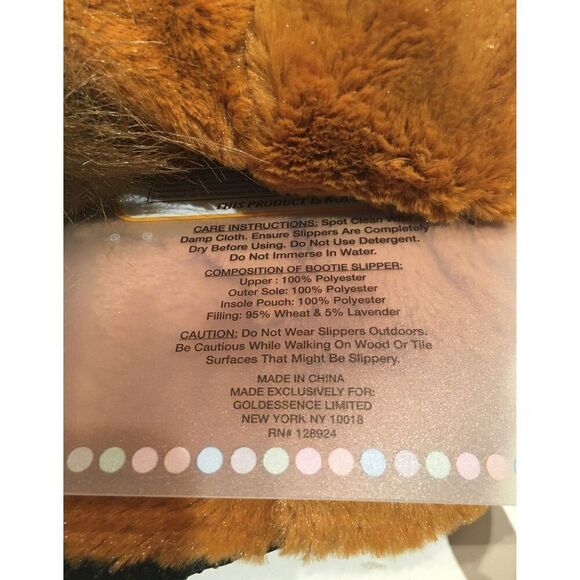 THIS PRODUCT IS NOT
CARE INSTRUCTIONS: Spot Clean With
Damp Cloth. Ensure Slippers Are Completely
Dry Before Using. Do Not Use Detergent.
Do Not Immerse In Water.
COMPOSITION OF BOOTIE SLIPPER:
Upper : 100% Polyester
Outer Sole: 100% Polyester
Insole Pouch: 100% Polyester
Filling: 95% Wheat & 5% Lavender
CAUTION: Do Not Wear Slippers Outdoors.
Be Cautious While Walking On Wood Or Tile
Surfaces That Might Be Slippery.
MADE IN CHINA
MADE EXCLUSIVELY FOR:
GOLDESSENCE LIMITED
NEW YORK NY 10018
RN# 128924